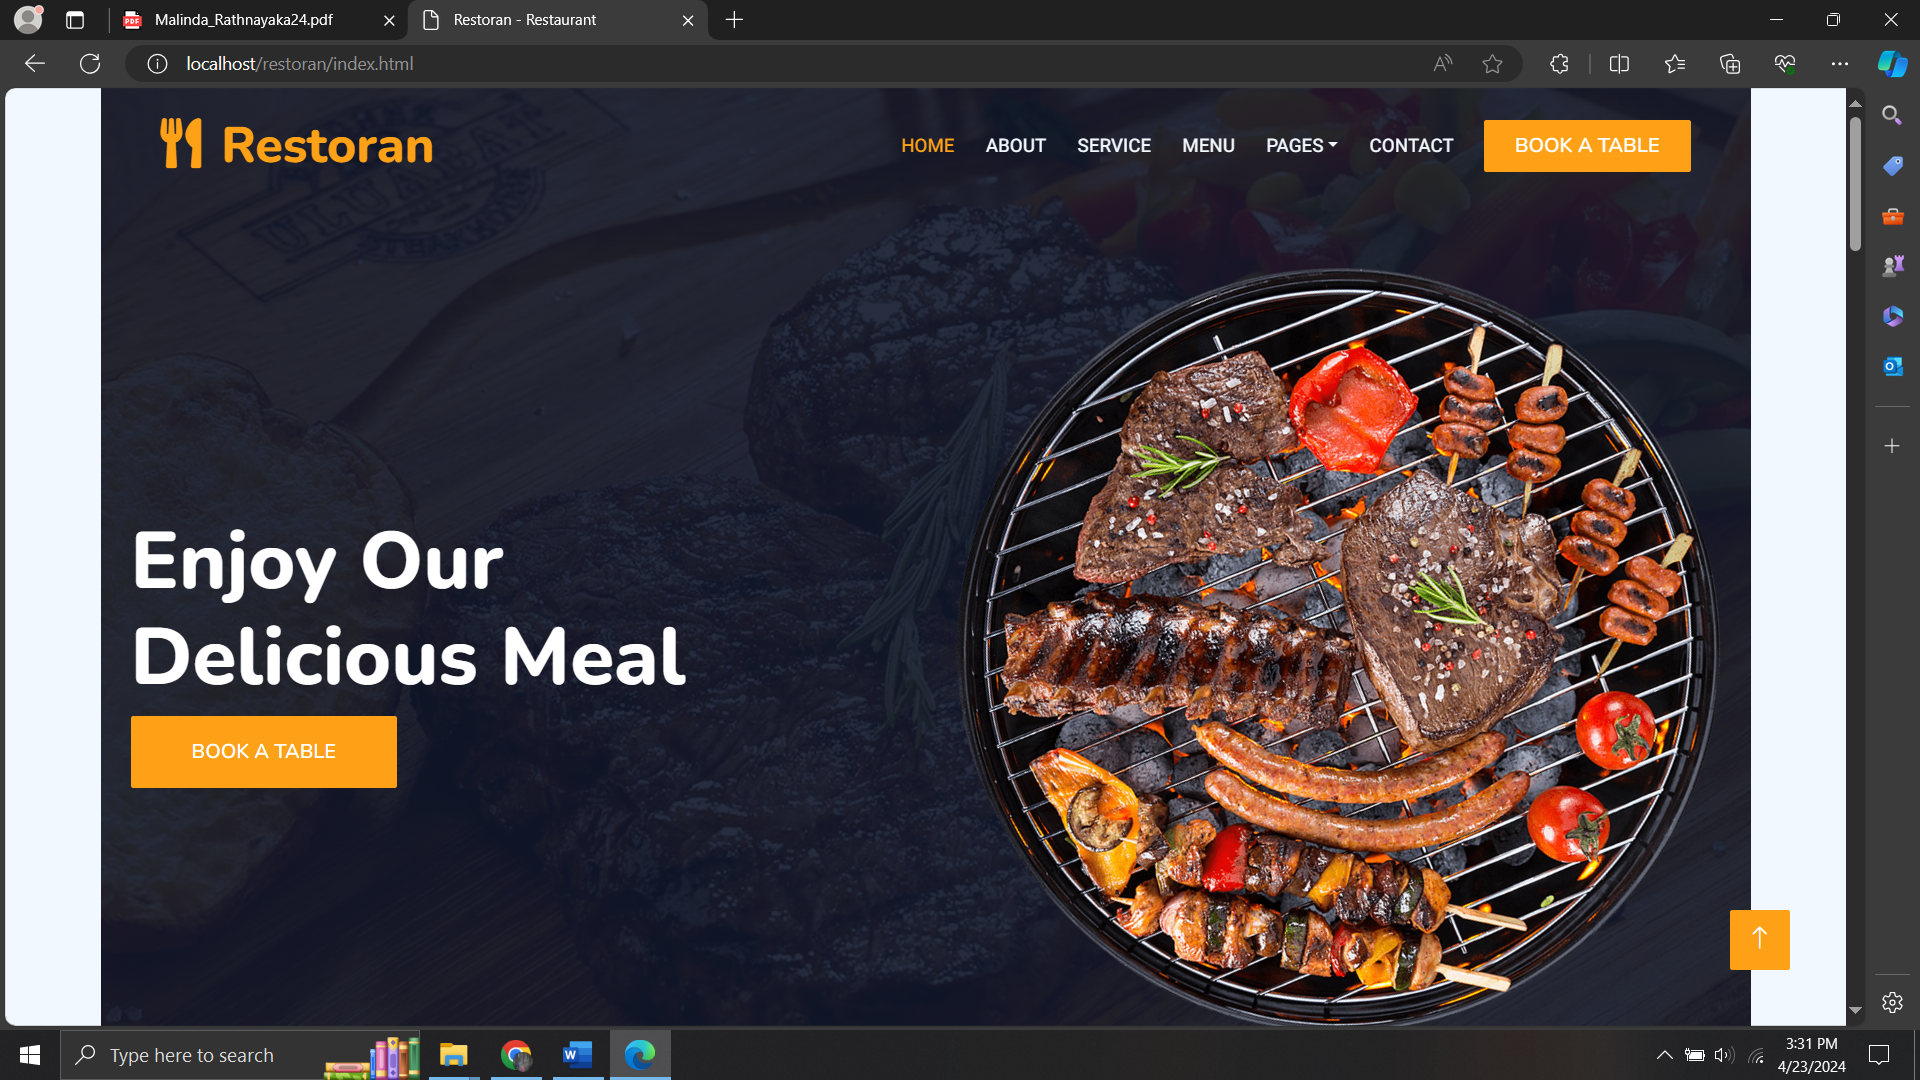 Malinda_Rathnayaka24.pdf
Restoran - Restaurant
localhost/restoran/index.html
Restoran
HOME
ABOUT
SERVICE
MENU
PAGES
CONTACT
BOOK A TABLE
Enjoy Our
Delicious Meal
BOOK A TABLE
Type here to search
3:31 PM
4/23/2024